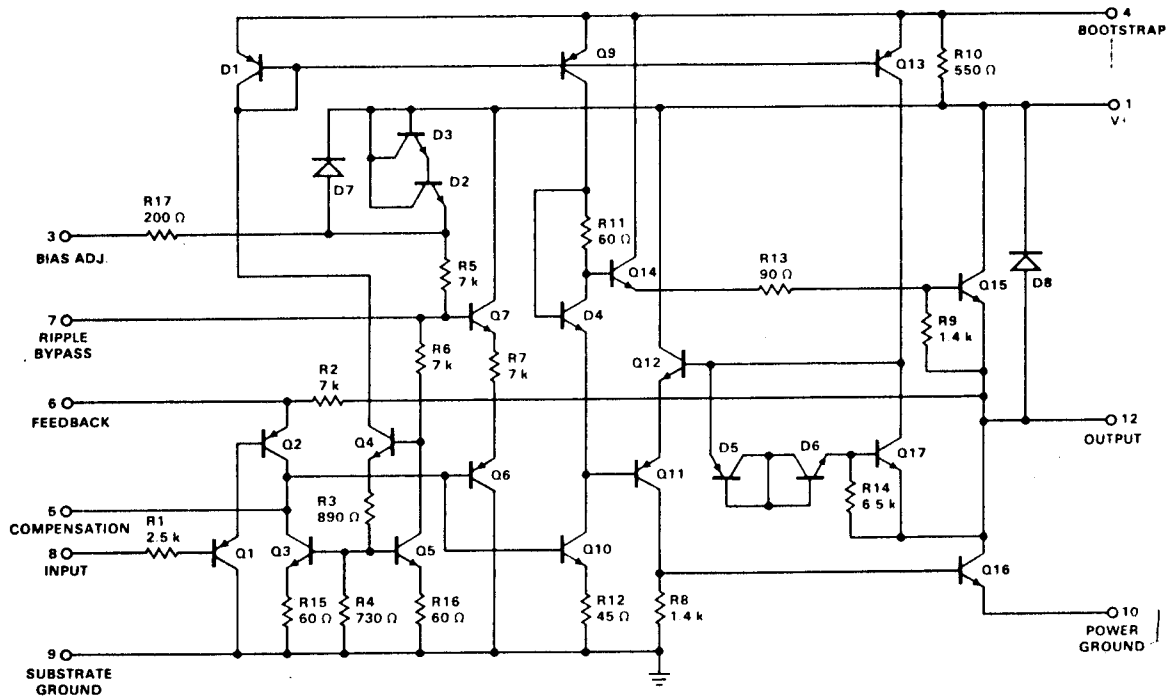 4
BOOTSTRAP
D1
Q9
Q13
R10
550 Ω
1
V+
D3
D2
D7
R17
200 Ω
3
BIAS ADJ.
R11
60 Ω
R5
7 k
Q14
R13
90 Ω
Q15
D8
7
RIPPLE
BYPASS
Q7
D4
R9
1.4 k
R6
7 k
R7
7 k
Q12
R2
7 k
6
FEEDBACK
12
OUTPUT
Q2
Q4
D5
D6
Q17
Q6
Q11
R14
6.5 k
5
COMPENSATION
R3
890 Ω
R1
2.5 k
8
INPUT
Q1
Q3
Q5
Q10
Q16
R15
60 Ω
R4
730 Ω
R16
60 Ω
R12
45 Ω
R8
1.4 k
10
POWER
GROUND
9
SUBSTRATE
GROUND